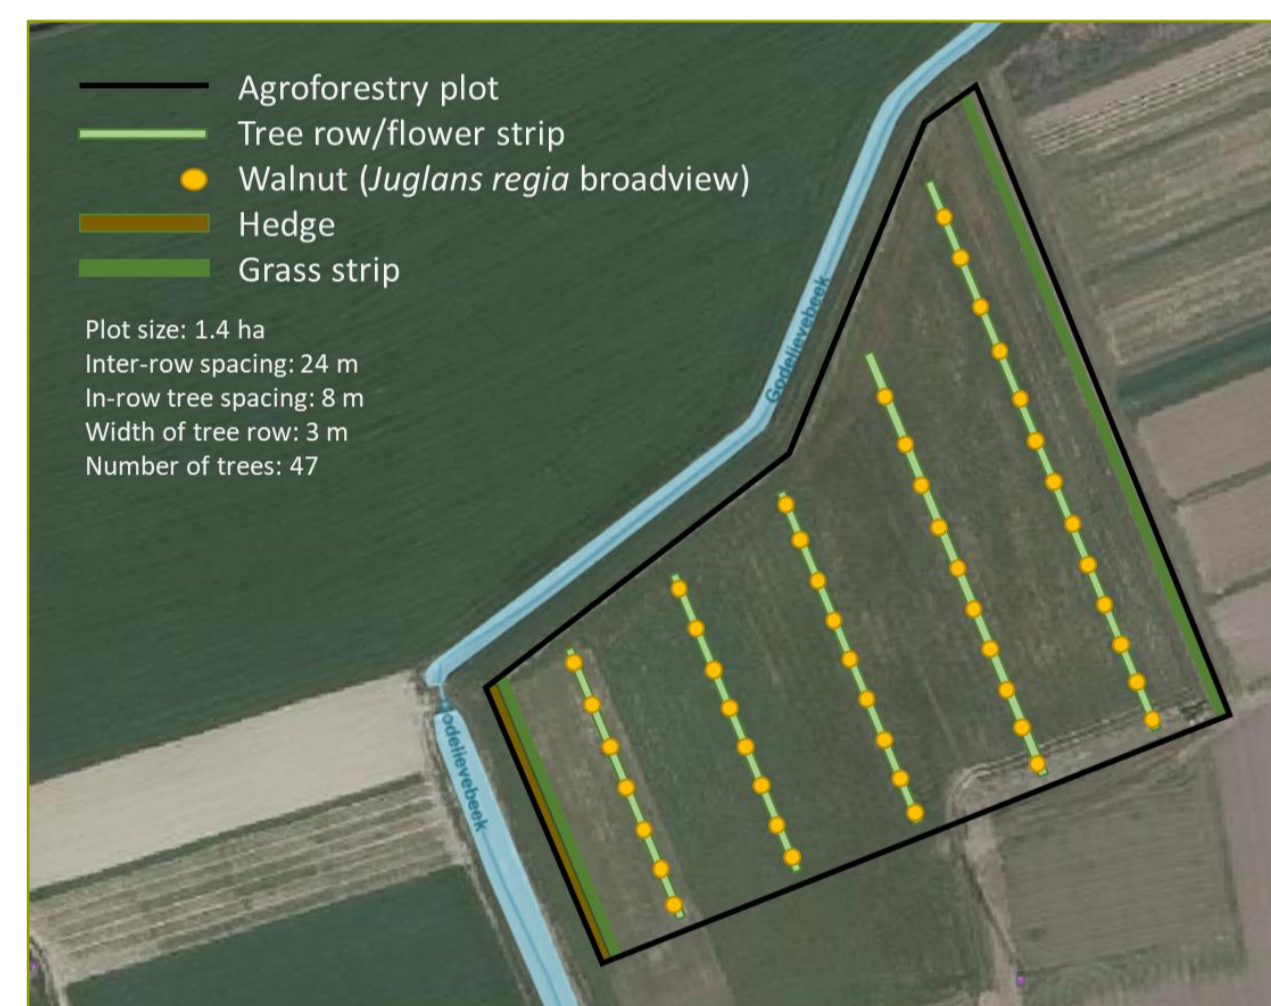 Agroforestry plot
Tree row/flower strip
Walnut (Juglans regia broadview)
Hedge
Grass strip
Plot size: 1.4 ha
Inter-row spacing: 24 m
In-row tree spacing: 8 m
Width of tree row: 3 m
Number of trees: 47
Godelievebeek
Godelievebeek